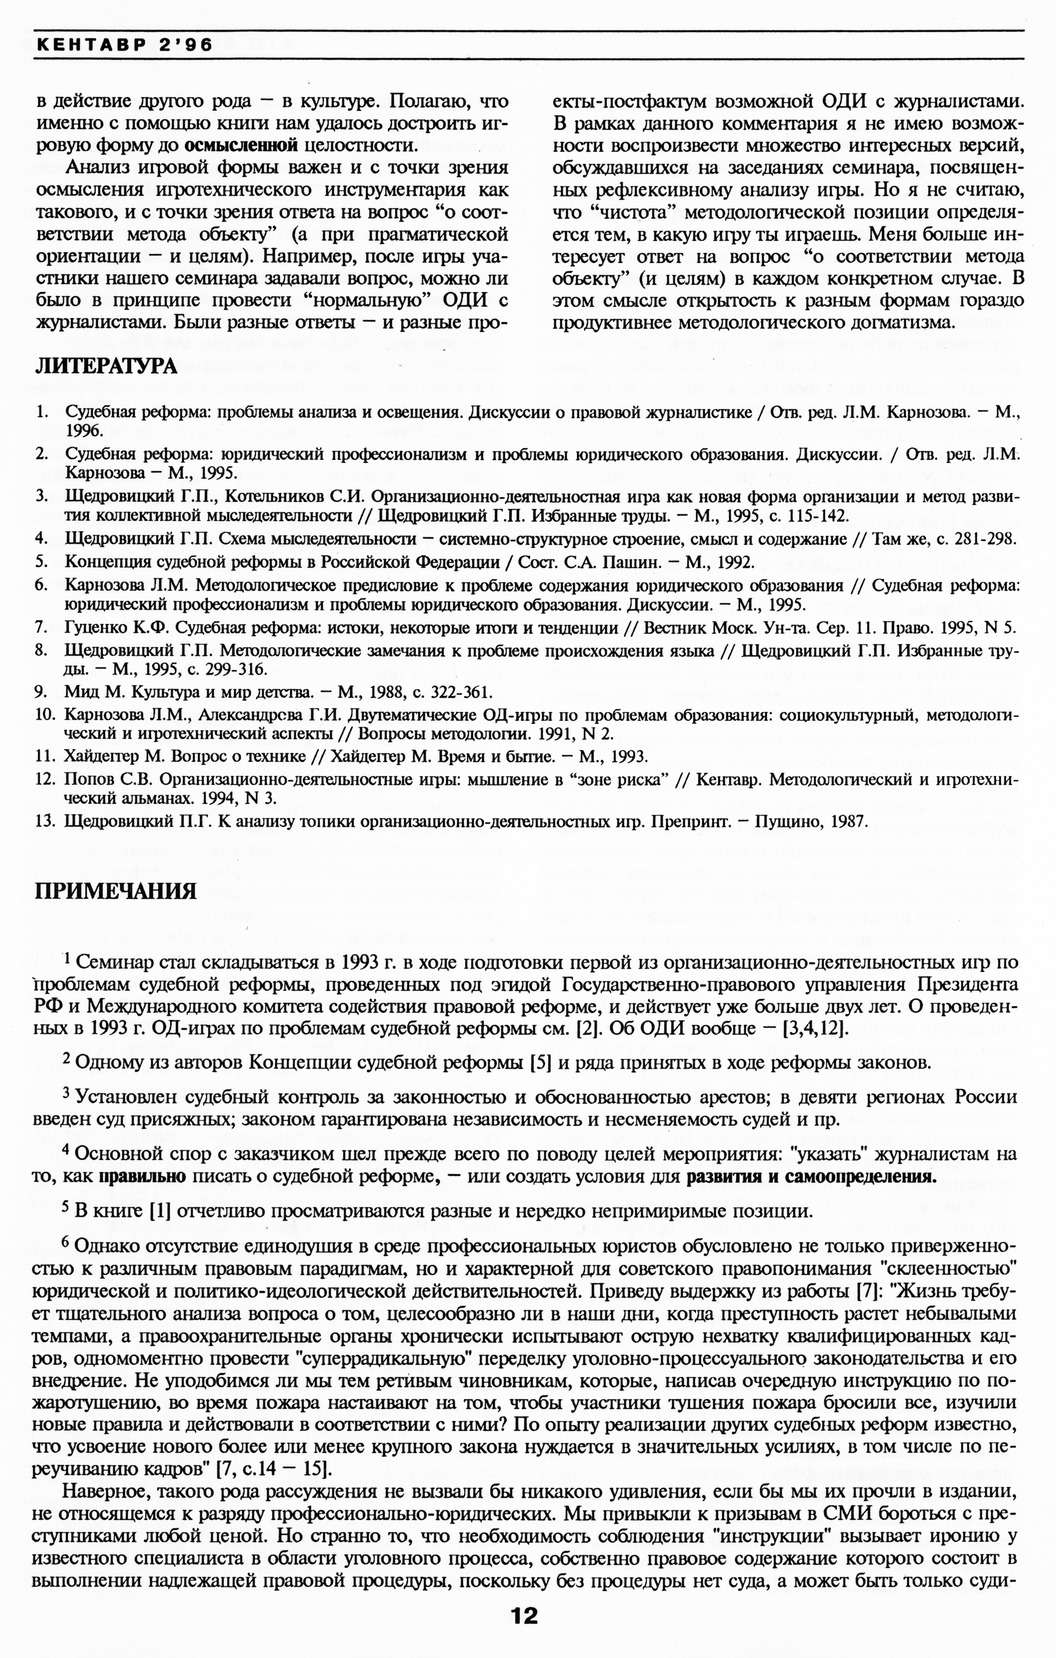 КЕНТАВР 2’96
в действие другого рода — в культуре. Полагаю, что
именно с помощью книги нам удалось достроить иг-
ровую форму до осмысленной целостности.
Анализ игровой формы важен и с точки зрения
осмысления игротехнического инструментария как
такового, и с точки зрения ответа на вопрос “о соот-
ветствии метода объекту” (а при прагматической
ориентации — и целям). Например, после игры уча-
стники нашего семинара задавали вопрос, можно ли
было в принципе провести “нормальную” ОДИ с
журналистами. Были разные ответы — и разные про-
екты-постфактум возможной ОДИ с журналистами.
В рамках данного комментария я не имею возмож-
ности воспроизвести множество интересных версий,
обсуждавшихся на заседаниях семинара, посвящен-
ных рефлексивному анализу игры. Но я не считаю,
что “чистота” методологической позиции определя-
ется тем, в какую игру ты играешь. Меня больше ин-
тересует ответ на вопрос “о соответствии метода
объекту” (и целям) в каждом конкретном случае. В
этом смысле открытость к разным формам гораздо
продуктивнее методологического догматизма.
ЛИТЕРАТУРА
1. Судебная реформа: проблемы анализа и освещения. Дискуссии о правовой журналистике / Отв. ред. Л.М. Карнозова. — М.,
1996.
2. Судебная реформа: юридический профессионализм и проблемы юридического образования. Дискуссии. / Отв. ред. Л.М.
Карнозова — М., 1995.
3. Щедровицкий Г.П., Котельников С.И. Организационно-деятельностная игра как новая форма организации и метод разви-
тия коллективной мыследеятельности // Щедровицкий Г.П. Избранные труды. — М., 1995, с. 115-142.
4. Щедровицкий Г.П. Схема мыследеятельности — системно-структурное строение, смысл и содержание // Там же, с. 281-298.
5. Концепция судебной реформы в Российской Федерации / Сост. С.А. Пашин. — М., 1992.
6. Карнозова Л.М. Методологическое предисловие к проблеме содержания юридического образования // Судебная реформа:
юридический профессионализм и проблемы юридического образования. Дискуссии. — М., 1995.
7. Гуценко К.Ф. Судебная реформа: истоки, некоторые итоги и тенденции // Вестник Моск. Ун-та. Сер. 11. Право. 1995, N 5.
8. Щедровицкий Г.П. Методологические замечания к проблеме происхождения языка // Щедровицкий Г.П. Избранные тру-
ды. — М., 1995, с. 299-316.
9. Мид М. Культура и мир детства. — М., 1988, с. 322-361.
10. Карнозова Л.М., Александрсва Г.И. Двутематические ОД-игры по проблемам образования: социокультурный, методологи-
ческий и игротехнический аспекты // Вопросы методологии. 1991, N 2.
11. Хайдеггер М. Вопрос о технике // Хайдеггер М. Время и бытие. — М., 1993.
12. Попов С.В. Организационно-деятельностные игры: мышление в “зоне риска” // Кентавр. Методологический и игротехни-
ческий альманах. 1994, N 3.
13. Щедровицкий П.Г. К анализу топики организационно-деятельностных игр. Препринт. — Пущино, 1987.
ПРИМЕЧАНИЯ
1 Семинар стал складываться в 1993 г. в ходе подготовки первой из организационно-деятельностных игр по
проблемам судебной реформы, проведенных под эгидой Государственно-правового управления Президента
РФ и Международного комитета содействия правовой реформе, и действует уже больше двух лет. О проведен-
ных в 1993 г. ОД-играх по проблемам судебной реформы см. [2]. Об ОДИ вообще — [3,4,12].
2 Одному из авторов Концепции судебной реформы [5] и ряда принятых в ходе реформы законов.
3 Установлен судебный контроль за законностью и обоснованностью арестов; в девяти регионах России
введен суд присяжных; законом гарантирована независимость и несменяемость судей и пр.
4 Основной спор с заказчиком шел прежде всего по поводу целей мероприятия: "указать" журналистам на
то, как правильно писать о судебной реформе, — или создать условия для развития и самоопределения.
5 В книге [1] отчетливо просматриваются разные и нередко непримиримые позиции.
6 Однако отсутствие единодушия в среде профессиональных юристов обусловлено не только приверженно-
стью к различным правовым парадигмам, но и характерной для советского правопонимания "склеенностью"
юридической и политико-идеологической действительностей. Приведу выдержку из работы [7]: "Жизнь требу-
ет тщательного анализа вопроса о том, целесообразно ли в наши дни, когда преступность растет небывалыми
темпами, а правоохранительные органы хронически испытывают острую нехватку квалифицированных кад-
ров, одномоментно провести "суперрадикальную" переделку уголовно-процессуального законодательства и его
внедрение. Не уподобимся ли мы тем ретивым чиновникам, которые, написав очередную инструкцию по по-
жаротушению, во время пожара настаивают на том, чтобы участники тушения пожара бросили все, изучили
новые правила и действовали в соответствии с ними? По опыту реализации других судебных реформ известно,
что усвоение нового более или менее крупного закона нуждается в значительных усилиях, в том числе по пе-
реучиванию кадров" [7, с.14 — 15].
Наверное, такого рода рассуждения не вызвали бы никакого удивления, если бы мы их прочли в издании,
не относящемся к разряду профессионально-юридических. Мы привыкли к призывам в СМИ бороться с пре-
ступниками любой ценой. Но странно то, что необходимость соблюдения "инструкции" вызывает иронию у
известного специалиста в области уголовного процесса, собственно правовое содержание которого состоит в
выполнении надлежащей правовой процедуры, поскольку без процедуры нет суда, а может быть только суди-
12